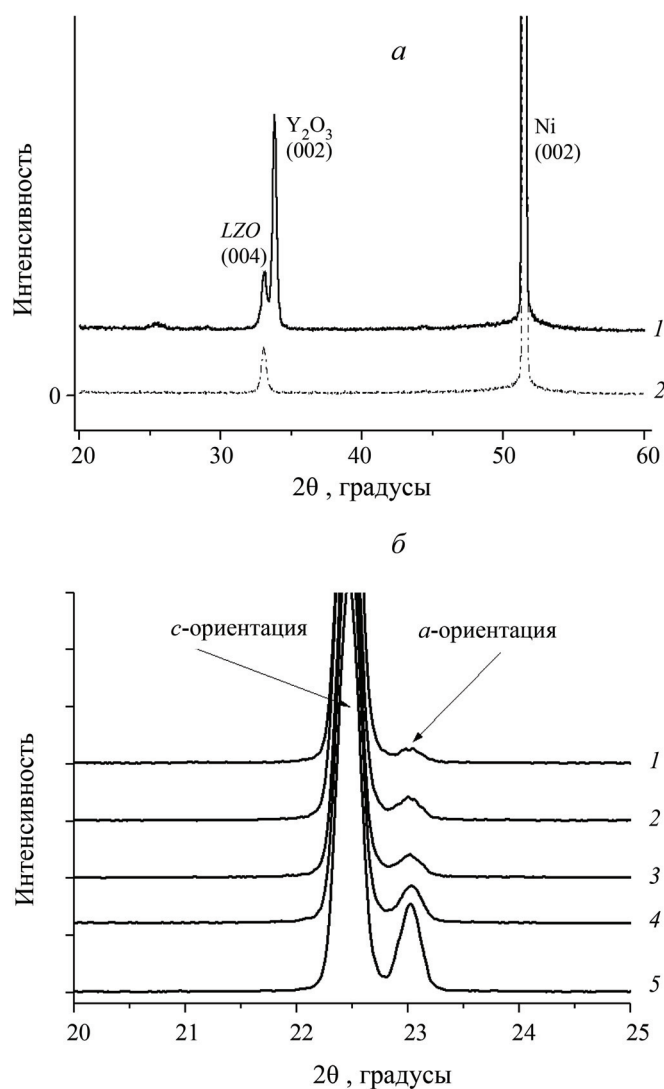 а
Интенсивность
Y2O3
(002)
Ni
(002)
LZO
(004)
1
0
2
20 30 40 50 60
2θ , градусы
б
c-ориентация
a-ориентация
Интенсивность
1
2
3
4
5
20 21 22 23 24 25
2θ , градусы